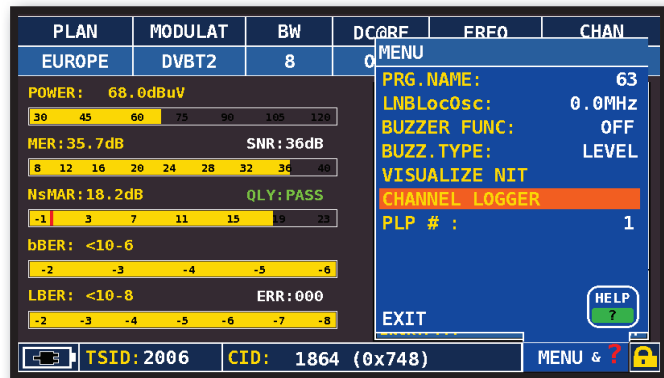 PLAN MODULAT BW DC@RF FREQ CHAN
EUROPE DVBT2 8 0
MENU
PRG.NAME: 63
LNBLocOsc: 0.0MHz
BUZZER FUNC: OFF
BUZZ.TYPE: LEVEL
VISUALIZE NIT
CHANNEL LOGGER
PLP # : 1
HELP
?
EXIT
POWER: 68.0dBuV
30 45 60 75 90 105 120
MER:35.7dB SNR:36dB
8 12 16 20 24 28 32 36 40
NsMAR:18.2dB QLY:PASS
-1 3 7 11 15 19 23
bBER: <10-6
-2 -3 -4 -5 -6
LBER: <10-8 ERR:000
-2 -3 -4 -5 -6 -7 -8
TSID:2006 CID: 1864 (0x748) MENU & ?